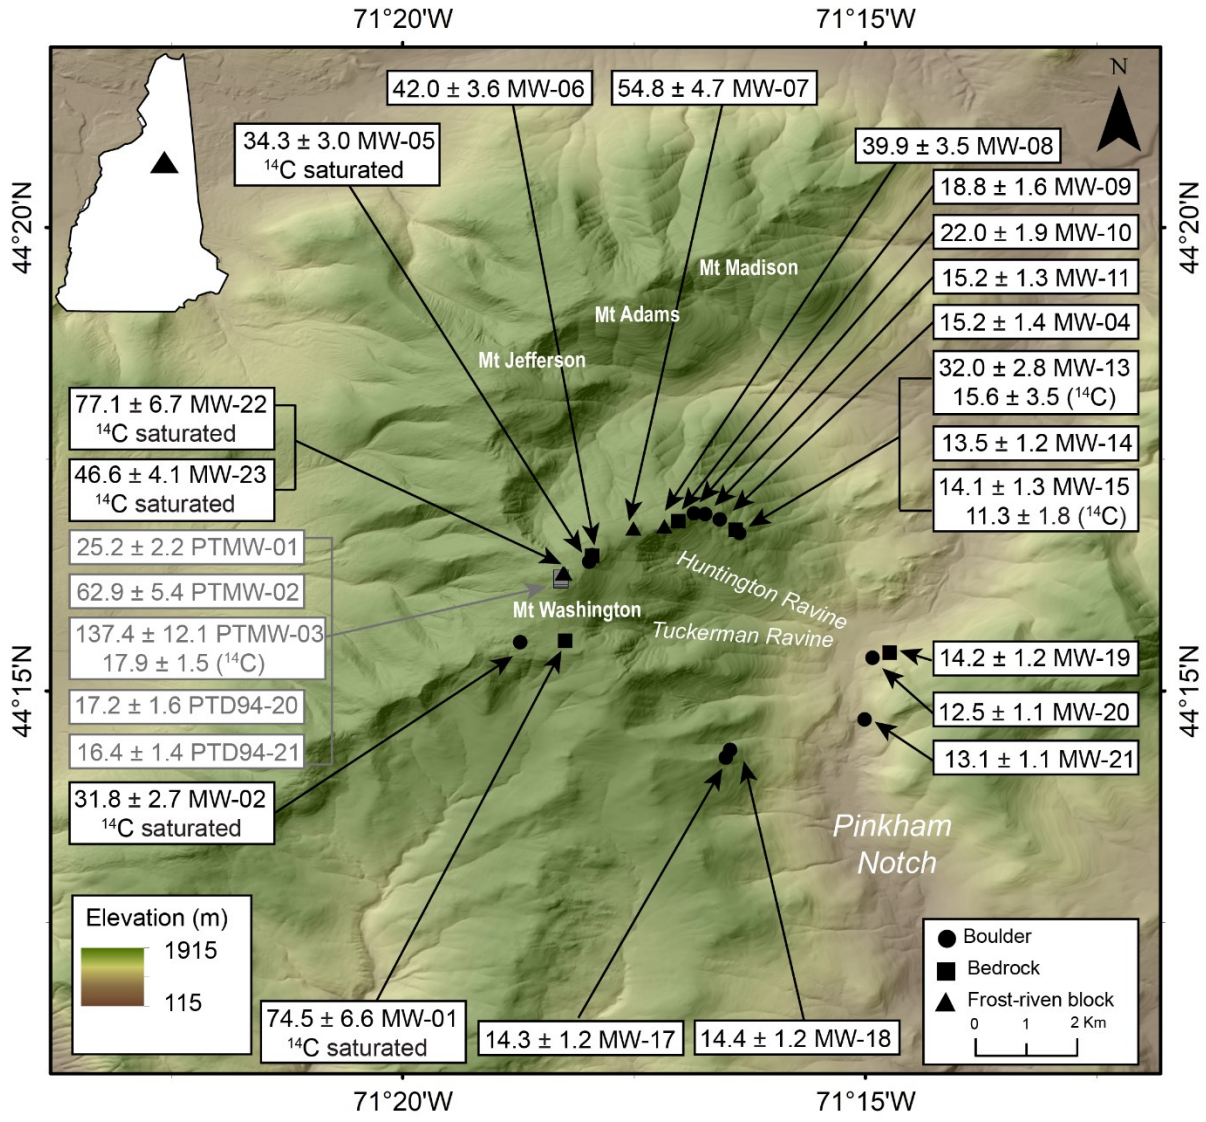 71°20'W
71°15'W
42.0 ± 3.6 MW-06
54.8 ± 4.7 MW-07
N
34.3 ± 3.0 MW-05
¹⁴C saturated
39.9 ± 3.5 MW-08
18.8 ± 1.6 MW-09
44°20'N
44°20'N
22.0 ± 1.9 MW-10
Mt Madison
15.2 ± 1.3 MW-11
Mt Adams
15.2 ± 1.4 MW-04
Mt Jefferson
32.0 ± 2.8 MW-13
15.6 ± 3.5 (¹⁴C)
77.1 ± 6.7 MW-22
¹⁴C saturated
13.5 ± 1.2 MW-14
46.6 ± 4.1 MW-23
¹⁴C saturated
14.1 ± 1.3 MW-15
11.3 ± 1.8 (¹⁴C)
25.2 ± 2.2 PTMW-01
62.9 ± 5.4 PTMW-02
Huntington Ravine
Mt Washington
137.4 ± 12.1 PTMW-03
17.9 ± 1.5 (¹⁴C)
Tuckerman Ravine
14.2 ± 1.2 MW-19
44°15'N
44°15'N
17.2 ± 1.6 PTD94-20
12.5 ± 1.1 MW-20
16.4 ± 1.4 PTD94-21
13.1 ± 1.1 MW-21
31.8 ± 2.7 MW-02
¹⁴C saturated
Pinkham
Notch
Elevation (m)
1915
115
Boulder
Bedrock
Frost-riven block
0 1 2 Km
74.5 ± 6.6 MW-01
¹⁴C saturated
14.3 ± 1.2 MW-17
14.4 ± 1.2 MW-18
71°20'W
71°15'W